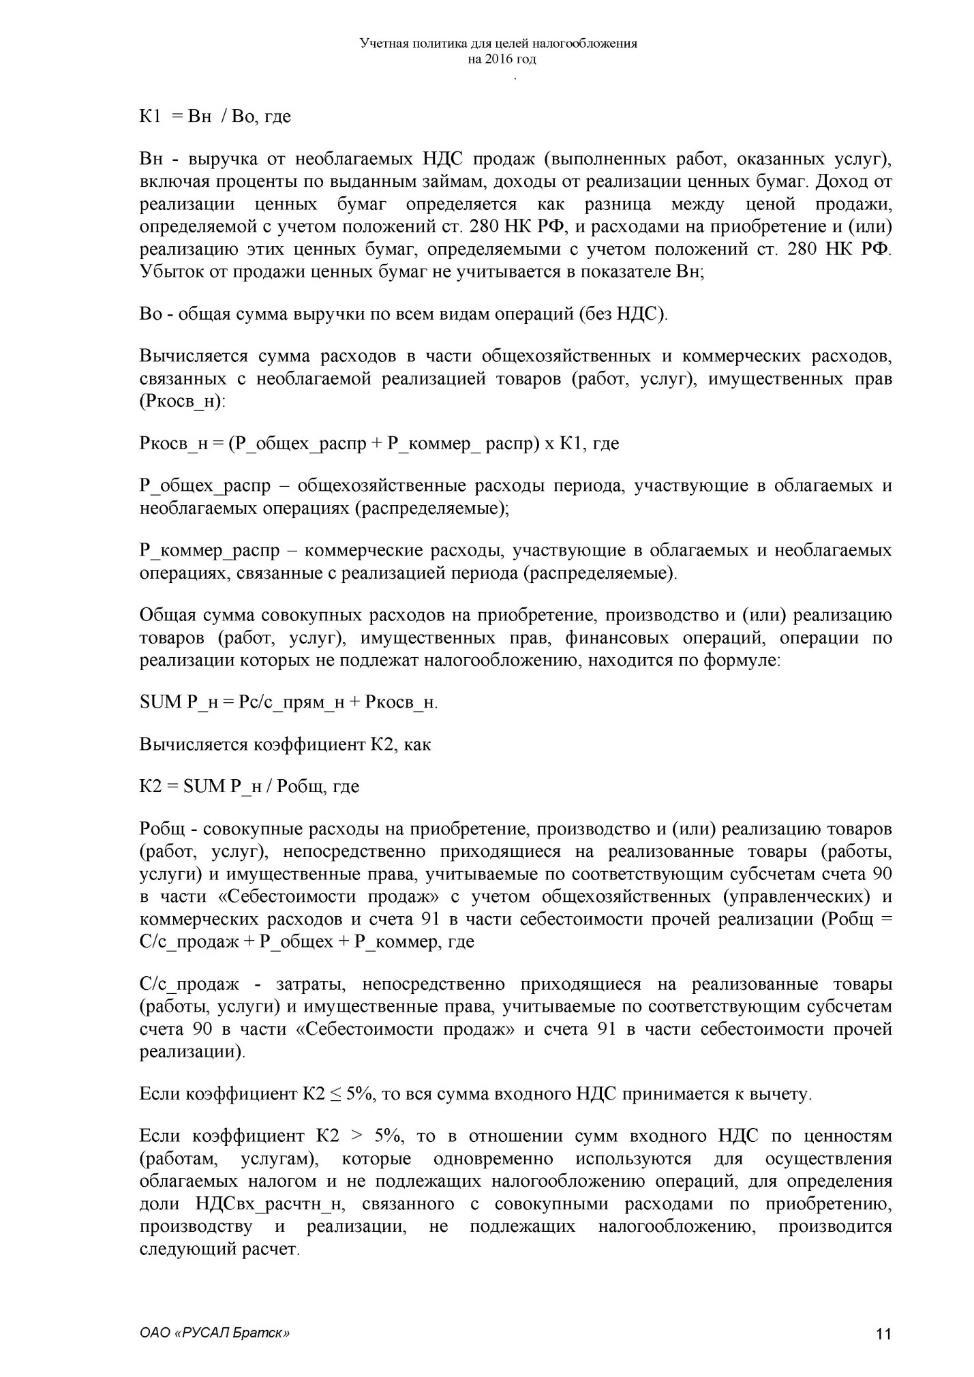 Учетная политика для целей налогообложения
на 2016 год
.
К1 = Вн / Во, где
Вн - выручка от необлагаемых НДС продаж (выполненных работ, оказанных услуг),
включая проценты по выданным займам, доходы от реализации ценных бумаг. Доход от
реализации ценных бумаг определяется как разница между ценой продажи,
определяемой с учетом положений ст. 280 НК РФ, и расходами на приобретение и (или)
реализацию этих ценных бумаг, определяемыми с учетом положений ст. 280 НК РФ.
Убыток от продажи ценных бумаг не учитывается в показателе Вн;
Во - общая сумма выручки по всем видам операций (без НДС).
Вычисляется сумма расходов в части общехозяйственных и коммерческих расходов,
связанных с необлагаемой реализацией товаров (работ, услуг), имущественных прав
(Ркосв_н):
Ркосв_н = (Р_общех_распр + Р_коммер_ распр) х К1, где
Р_общех_распр – общехозяйственные расходы периода, участвующие в облагаемых и
необлагаемых операциях (распределяемые);
Р_коммер_распр – коммерческие расходы, участвующие в облагаемых и необлагаемых
операциях, связанные с реализацией периода (распределяемые).
Общая сумма совокупных расходов на приобретение, производство и (или) реализацию
товаров (работ, услуг), имущественных прав, финансовых операций, операции по
реализации которых не подлежат налогообложению, находится по формуле:
SUM Р_н = Рс/с_прям_н + Ркосв_н.
Вычисляется коэффициент К2, как
К2 = SUM Р_н / Робщ, где
Робщ - совокупные расходы на приобретение, производство и (или) реализацию товаров
(работ, услуг), непосредственно приходящиеся на реализованные товары (работы,
услуги) и имущественные права, учитываемые по соответствующим субсчетам счета 90
в части «Себестоимости продаж» с учетом общехозяйственных (управленческих) и
коммерческих расходов и счета 91 в части себестоимости прочей реализации (Робщ =
С/с_продаж + Р_общех + Р_коммер, где
С/с_продаж - затраты, непосредственно приходящиеся на реализованные товары
(работы, услуги) и имущественные права, учитываемые по соответствующим субсчетам
счета 90 в части «Себестоимости продаж» и счета 91 в части себестоимости прочей
реализации).
Если коэффициент К2 ≤ 5%, то вся сумма входного НДС принимается к вычету.
Если коэффициент К2 > 5%, то в отношении сумм входного НДС по ценностям
(работам, услугам), которые одновременно используются для осуществления
облагаемых налогом и не подлежащих налогообложению операций, для определения
доли НДСвх_расчтн_н, связанного с совокупными расходами по приобретению,
производству и реализации, не подлежащих налогообложению, производится
следующий расчет.
ОАО «РУСАЛ Братск»
11